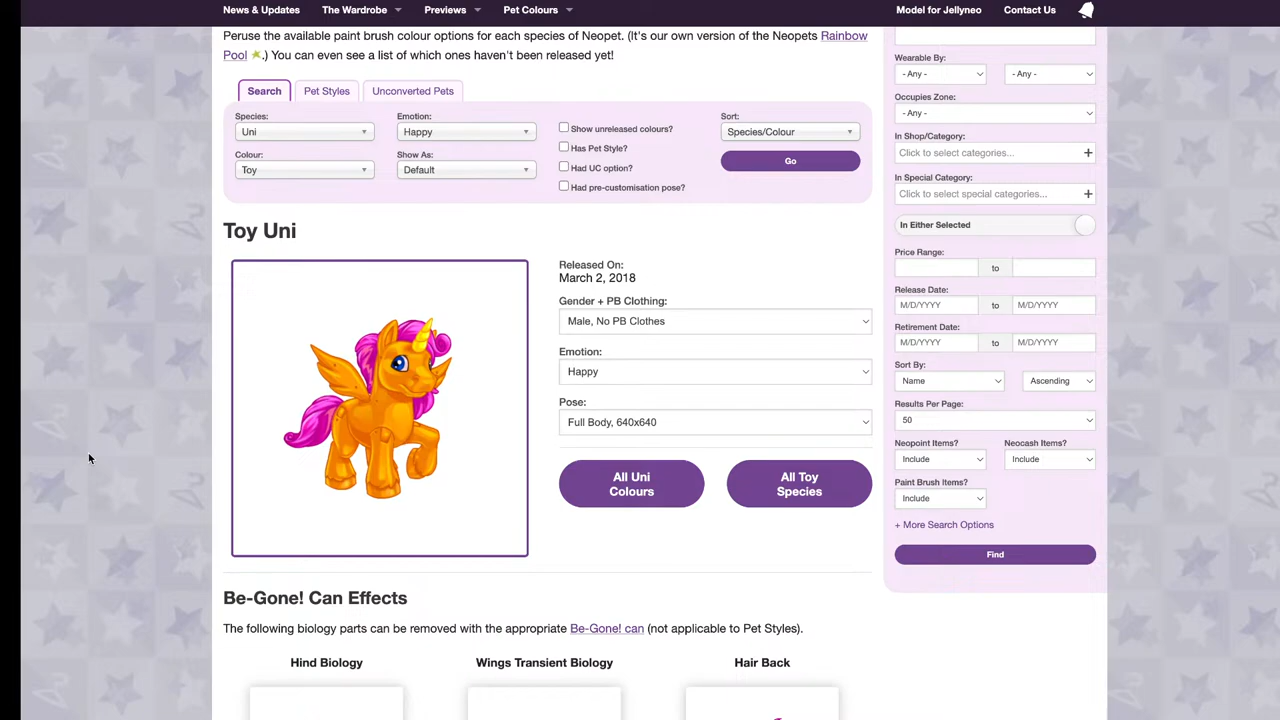 News & Updates
The Wardrobe
Previews
Pet Colours
Model for Jellyneo
Contact Us
Peruse the available paint brush colour options for each species of Neopet. (It's our own version of the Neopets Rainbow
Pool .) You can even see a list of which ones haven't been released yet!
Search
Pet Styles
Unconverted Pets
Species:
Uni
Emotion:
Happy
Colour:
Toy
Show As:
Default
Show unreleased colours?
Has Pet Style?
Had UC option?
Had pre-customisation pose?
Sort:
Species/Colour
Go
Toy Uni
Released On:
March 2, 2018
Gender + PB Clothing:
Male, No PB Clothes
Emotion:
Happy
Pose:
Full Body, 640x640
All Uni
Colours
All Toy
Species
Be-Gone! Can Effects
The following biology parts can be removed with the appropriate Be-Gone! can (not applicable to Pet Styles).
Hind Biology
Wings Transient Biology
Hair Back
Wearable By:
- Any -
- Any -
Occupies Zone:
- Any -
In Shop/Category:
Click to select categories...
+
In Special Category:
Click to select special categories...
+
In Either Selected
Price Range:
to
Release Date:
M/D/YYYY
to
M/D/YYYY
Retirement Date:
M/D/YYYY
to
M/D/YYYY
Sort By:
Name
Ascending
Results Per Page:
50
Neopoint Items?
Include
Neocash Items?
Include
Paint Brush Items?
Include
+ More Search Options
Find